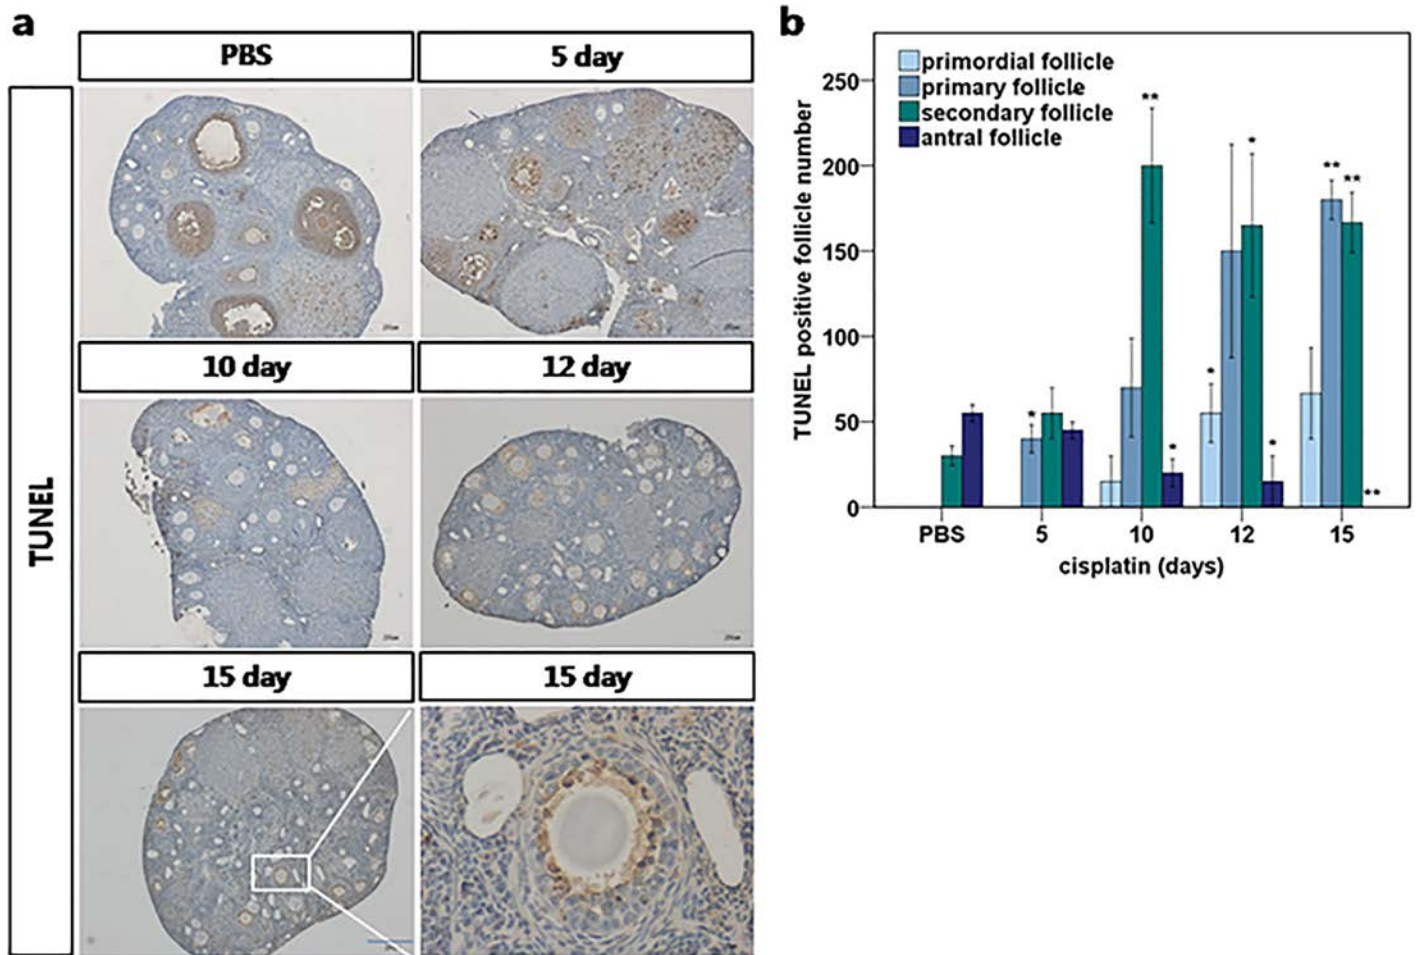 a
PBS
5 day
TUNEL
10 day
12 day
15 day
15 day
b
primordial follicle
primary follicle
secondary follicle
antral follicle
TUNEL positive follicle number
250
200
150
100
50
0
**
*
**
**
*
*
*
*
**
PBS
5
10
12
15
cisplatin (days)